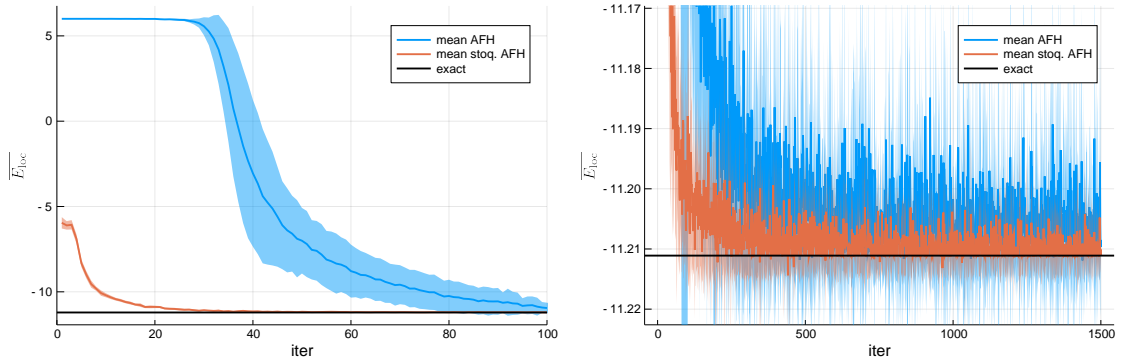 5
0
- 5
- 10
1
20
40
60
80
100
iter
E_loc
mean AFH
mean stoq. AFH
exact
- 11.17
- 11.18
- 11.19
- 11.20
- 11.21
- 11.22
0
500
1000
1500
iter
E_loc
mean AFH
mean stoq. AFH
exact